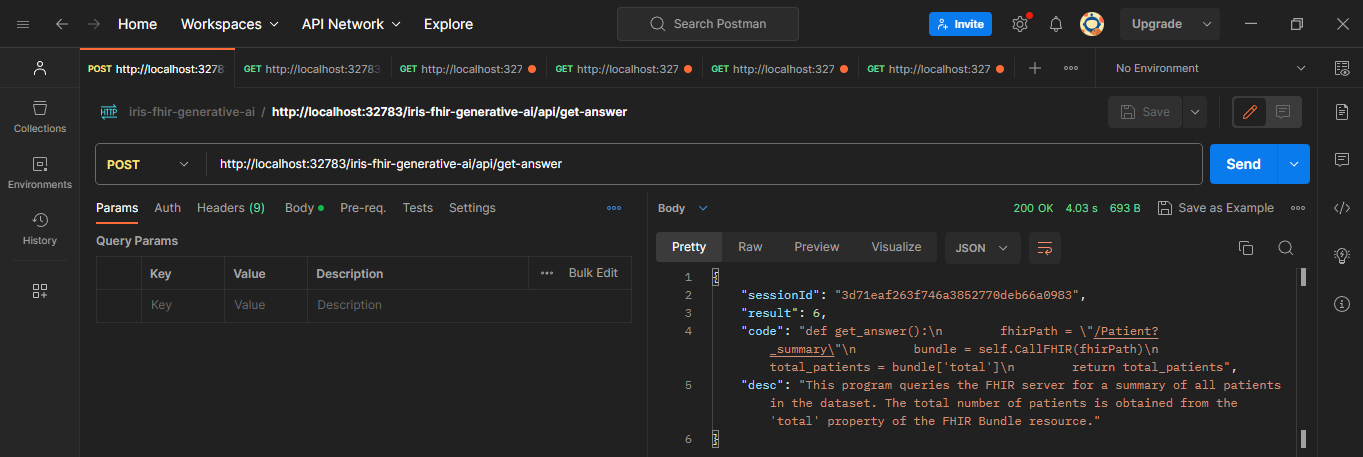 Home Workspaces API Network Explore Search Postman Invite Upgrade
POST http://localhost:3278 GET http://localhost:32783 GET http://localhost:327 GET http://localhost:327 GET http://localhost:327 GET http://localhost:327 No Environment
HTTP iris-fhir-generative-ai / http://localhost:32783/iris-fhir-generative-ai/api/get-answer Save
Collections
POST http://localhost:32783/iris-fhir-generative-ai/api/get-answer Send
Environments
History
Params Auth Headers (9) Body Pre-req. Tests Settings
Query Params
Key Value Description Bulk Edit
Key Value Description
Body 200 OK 4.03 s 693 B Save as Example
Pretty Raw Preview Visualize JSON
1 {
2 "sessionId": "3d71eaf263f746a3852770deb66a0983",
3 "result": 6,
4 "code": "def get_answer():\n        fhirPath = \"/Patient?
_summary\"\n        bundle = self.CallFHIR(fhirPath)\n
total_patients = bundle['total']\n        return total_patients",
5 "desc": "This program queries the FHIR server for a summary of all patients
in the dataset. The total number of patients is obtained from the
'total' property of the FHIR Bundle resource."
6 }